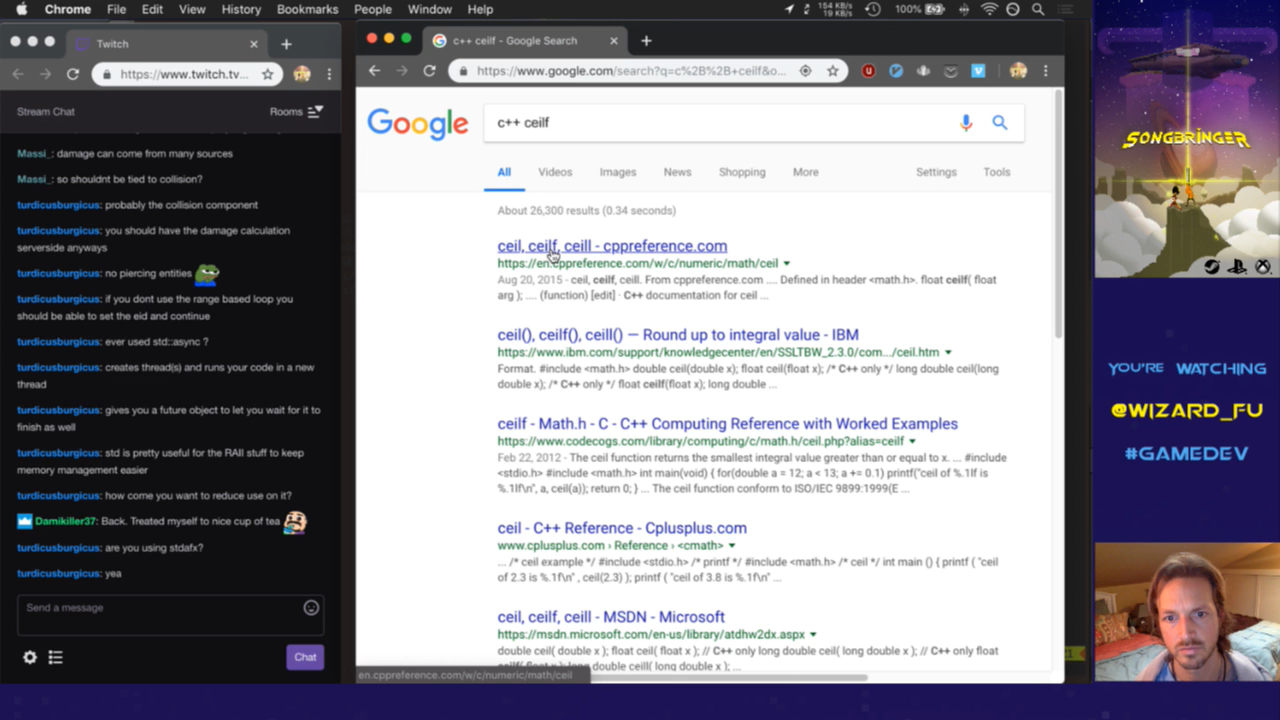 Chrome File Edit View History Bookmarks People Window Help
154 KB/s
19 KB/s
100%
Twitch
https://www.twitch.tv...
Stream Chat
Rooms
Massi_: damage can come from many sources
Massi_: so shouldnt be tied to collision?
turdicusburgicus: probably the collision component
turdicusburgicus: you should have the damage calculation
serverside anyways
turdicusburgicus: no piercing entities
turdicusburgicus: if you dont use the range based loop you
should be able to set the eid and continue
turdicusburgicus: ever used std::async ?
turdicusburgicus: creates thread(s) and runs your code in a new
thread
turdicusburgicus: gives you a future object to let you wait for it to
finish as well
turdicusburgicus: std is pretty useful for the RAII stuff to keep
memory management easier
turdicusburgicus: how come you want to reduce use on it?
Damikiller37: Back. Treated myself to nice cup of tea
turdicusburgicus: are you using stdafx?
turdicusburgicus: yea
Send a message
Chat
c++ ceilf - Google Search
https://www.google.com/search?q=c%2B%2B+ceilf&o...
Google
c++ ceilf
All Videos Images News Shopping More Settings Tools
About 26,300 results (0.34 seconds)
ceil, ceilf, ceill - cppreference.com
https://en.cppreference.com/w/c/numeric/math/ceil
Aug 20, 2015 - ceil, ceilf, ceill. From cppreference.com .... Defined in header <math.h>. float ceilf( float
arg ); .... (function) [edit] · C++ documentation for ceil ...
ceil(), ceilf(), ceill() — Round up to integral value - IBM
https://www.ibm.com/support/knowledgecenter/en/SSLTBW_2.3.0/com.../ceil.htm
Format. #include <math.h> double ceil(double x); float ceil(float x); /* C++ only */ long double ceil(long
double x); /* C++ only */ float ceilf(float x); long double ...
ceilf - Math.h - C - C++ Computing Reference with Worked Examples
https://www.codecogs.com/library/computing/c/math.h/ceil.php?alias=ceilf
Feb 22, 2012 - The ceil function returns the smallest integral value greater than or equal to x. ... #include
<stdio.h> #include <math.h> int main(void) { for(double a = 12; a < 13; a += 0.1) printf("ceil of %.1lf is
%.1lf\n", a, ceil(a)); return 0; } ... The ceil function conform to ISO/IEC 9899:1999(E ...
ceil - C++ Reference - Cplusplus.com
www.cplusplus.com › Reference › <cmath>
... /* ceil example */ #include <stdio.h> /* printf */ #include <math.h> /* ceil */ int main () { printf ( "ceil
of 2.3 is %.1f\n" , ceil(2.3) ); printf ( "ceil of 3.8 is %.1f\n" ...
ceil, ceilf, ceill - MSDN - Microsoft
https://msdn.microsoft.com/en-us/library/atdhw2dx.aspx
double ceil( double x ); float ceil( float x ); // C++ only long double ceil( long double x ); // C++ only float
ceilf( float x ); long double ceill( long double x ); ...
en.cppreference.com/w/c/numeric/math/ceil
SONGBRINGER
YOU'RE WATCHING
@WIZARD_FU
#GAMEDEV